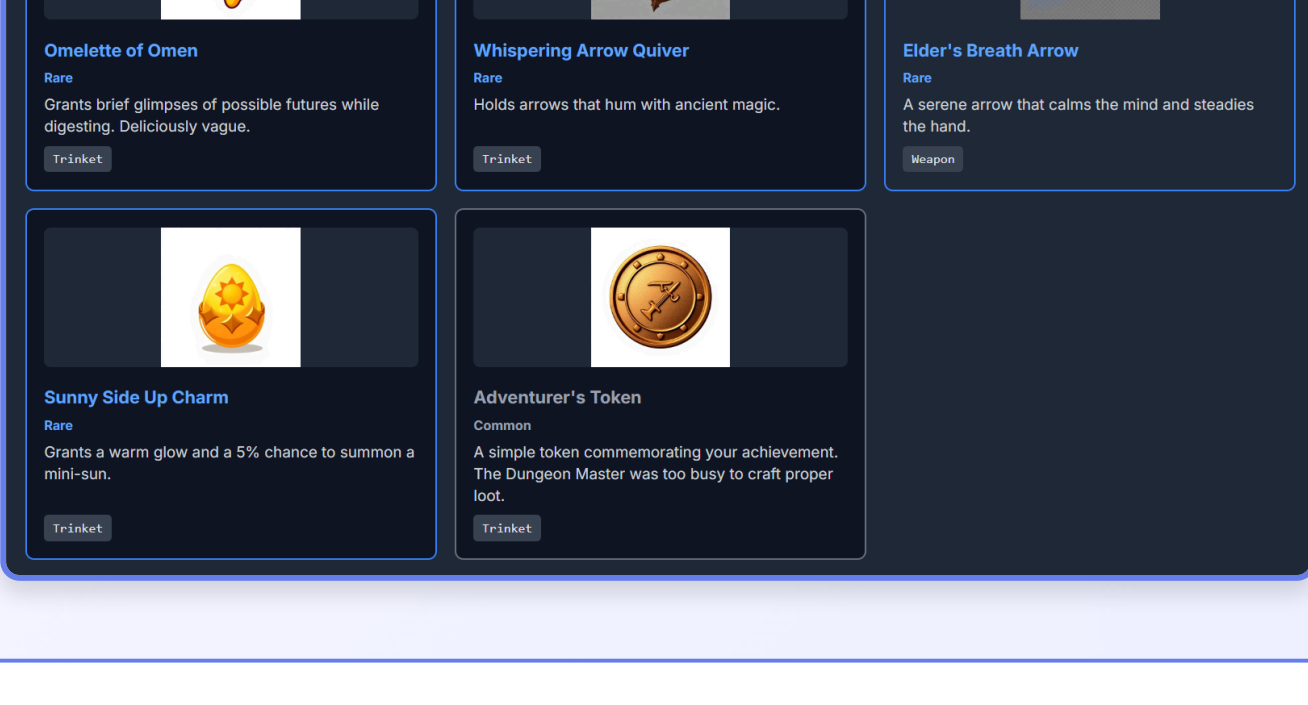 Omelette of Omen
Rare
Grants brief glimpses of possible futures while
digesting. Deliciously vague.
Trinket
Whispering Arrow Quiver
Rare
Holds arrows that hum with ancient magic.
Trinket
Elder's Breath Arrow
Rare
A serene arrow that calms the mind and steadies
the hand.
Weapon
Sunny Side Up Charm
Rare
Grants a warm glow and a 5% chance to summon a
mini-sun.
Trinket
Adventurer's Token
Common
A simple token commemorating your achievement.
The Dungeon Master was too busy to craft proper
loot.
Trinket